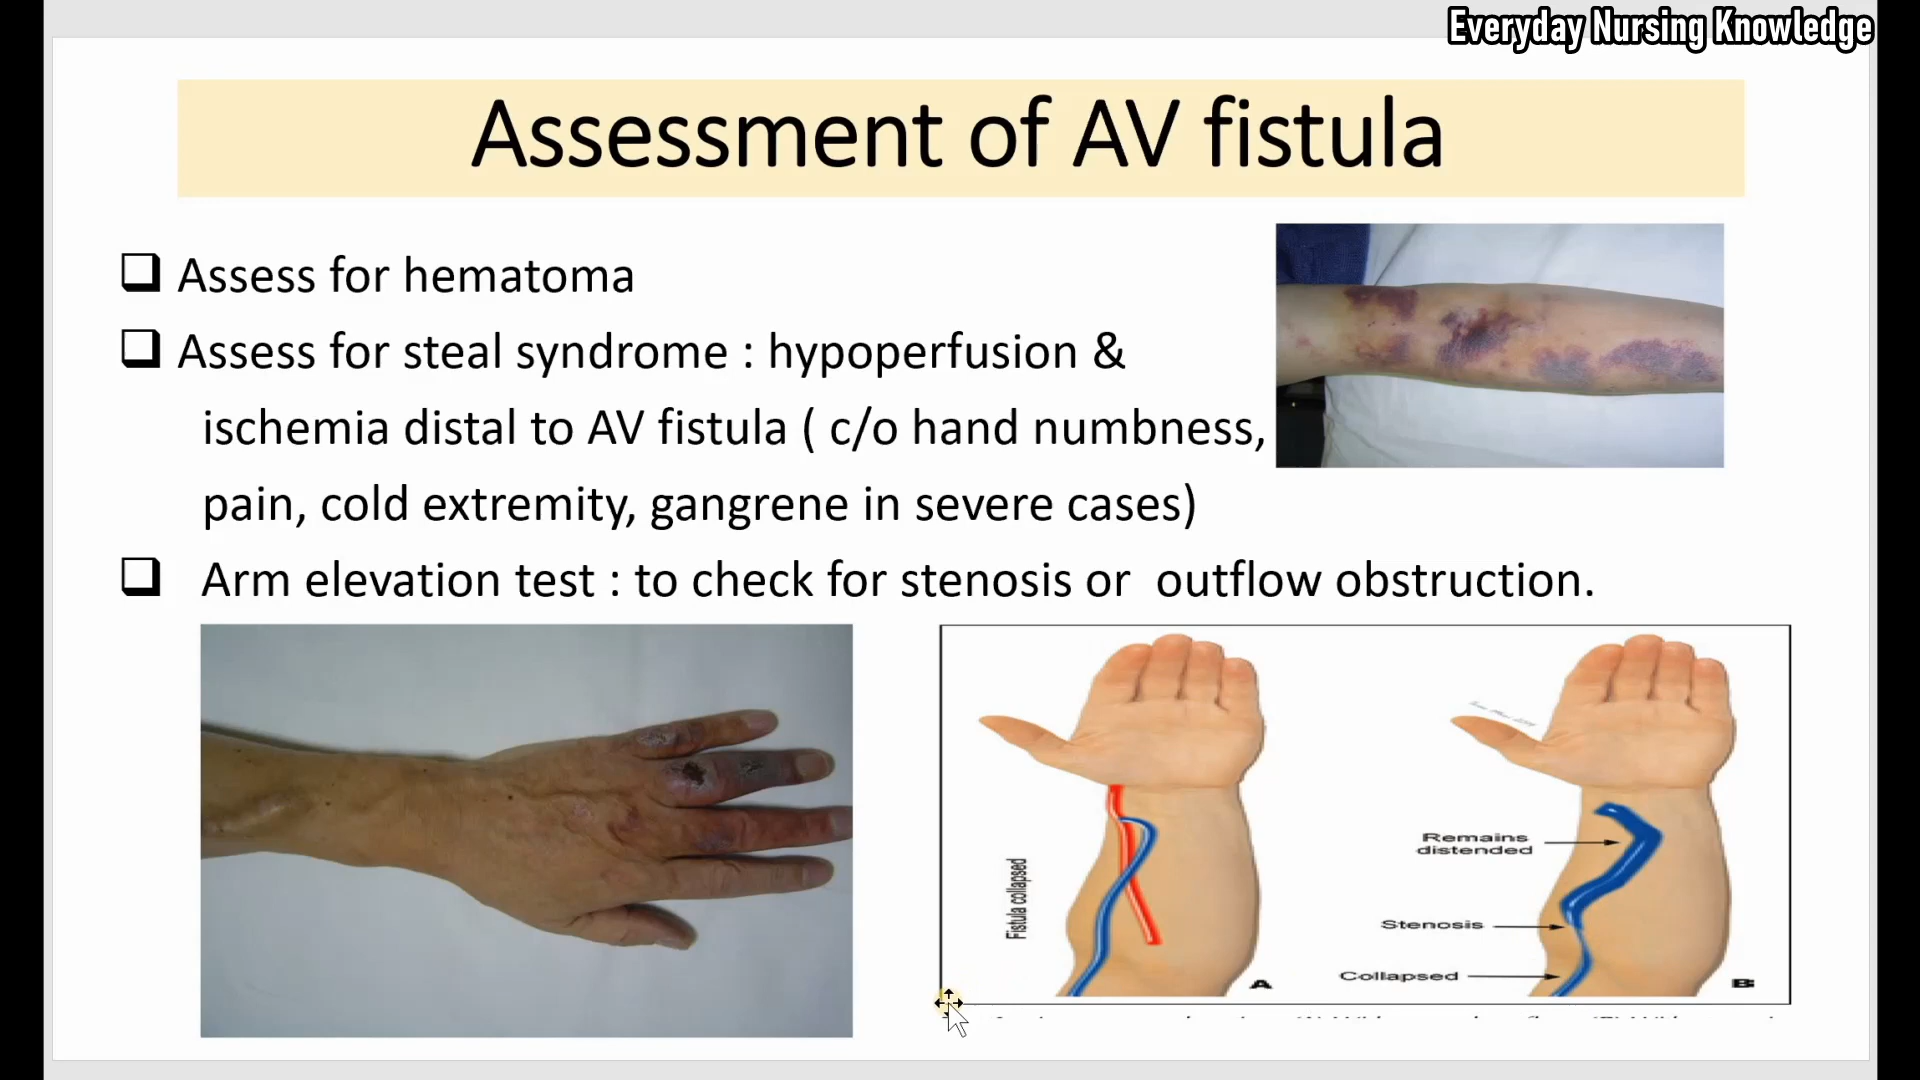 Everyday Nursing Knowledge
Assessment of AV fistula
Assess for hematoma
Assess for steal syndrome : hypoperfusion &
ischemia distal to AV fistula ( c/o hand numbness,
pain, cold extremity, gangrene in severe cases)
Arm elevation test : to check for stenosis or outflow obstruction.
Fistula collapsed
A
Remains
distended
Stenosis
Collapsed
B